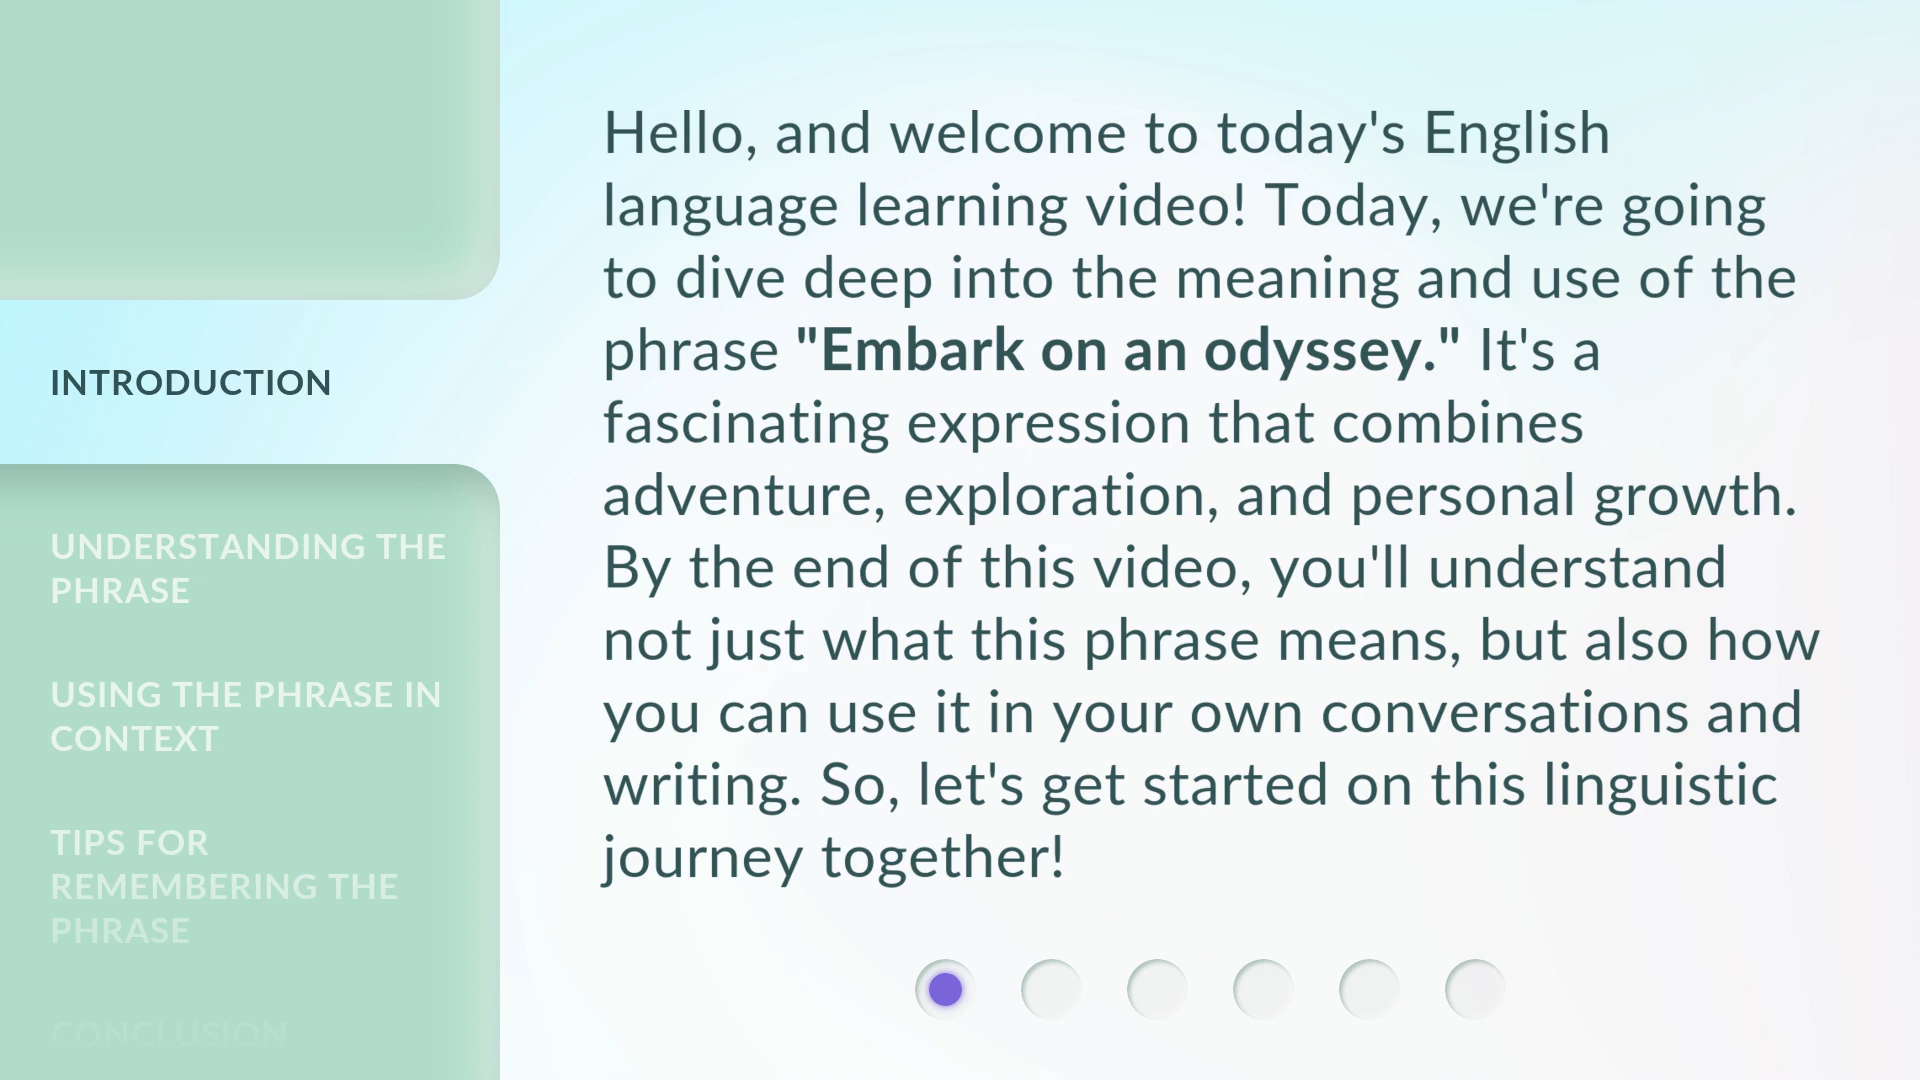 INTRODUCTION
UNDERSTANDING THE
PHRASE
USING THE PHRASE IN
CONTEXT
TIPS FOR
REMEMBERING THE
PHRASE
CONCLUSION
Hello, and welcome to today's English
language learning video! Today, we're going
to dive deep into the meaning and use of the
phrase "Embark on an odyssey." It's a
fascinating expression that combines
adventure, exploration, and personal growth.
By the end of this video, you'll understand
not just what this phrase means, but also how
you can use it in your own conversations and
writing. So, let's get started on this linguistic
journey together!